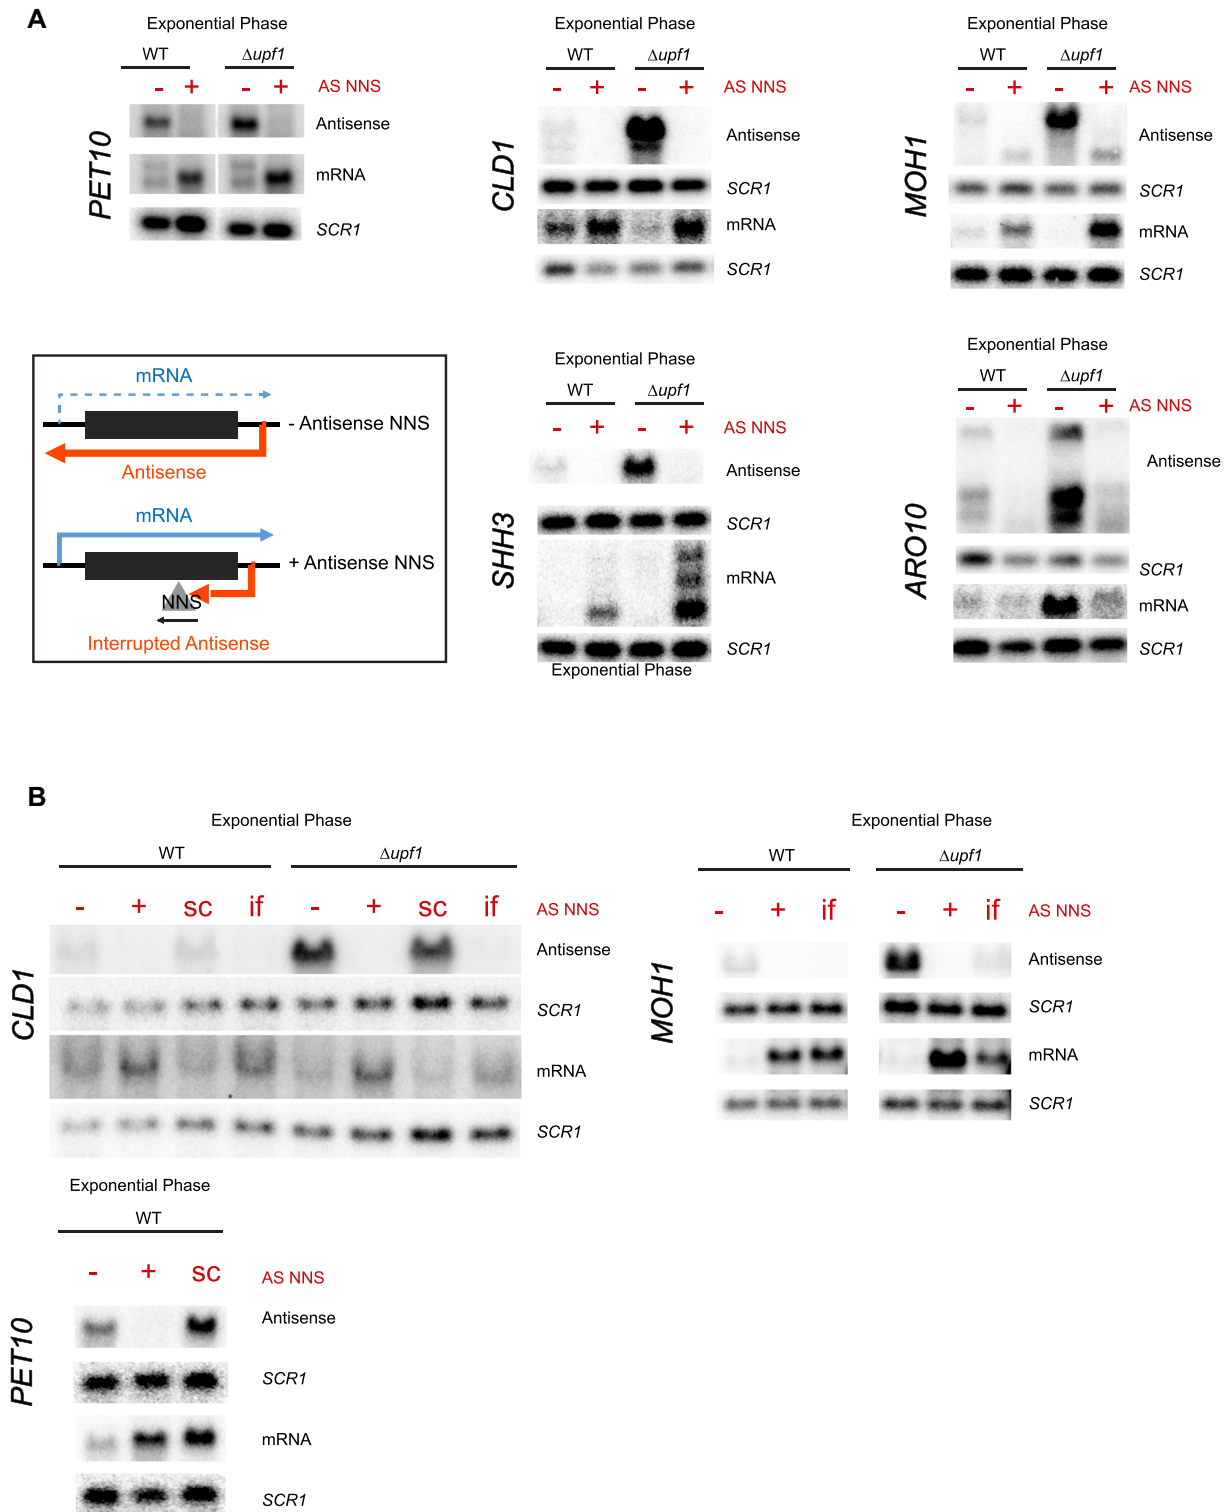 A
Exponential Phase
WT Δupf1
- + - + AS NNS
Antisense
mRNA
SCR1
PET10
Exponential Phase
WT Δupf1
- + - + AS NNS
Antisense
SCR1
mRNA
SCR1
CLD1
Exponential Phase
WT Δupf1
- + - + AS NNS
Antisense
SCR1
mRNA
SCR1
MOH1
mRNA
- Antisense NNS
Antisense
mRNA
+ Antisense NNS
NNS
Interrupted Antisense
Exponential Phase
WT Δupf1
- + - + AS NNS
Antisense
SCR1
mRNA
SCR1
SHH3
Exponential Phase
Exponential Phase
WT Δupf1
- + - + AS NNS
Antisense
SCR1
mRNA
SCR1
ARO10
B
Exponential Phase
WT Δupf1
- + sc if - + sc if AS NNS
Antisense
SCR1
mRNA
SCR1
CLD1
Exponential Phase
WT Δupf1
- + if - + if AS NNS
Antisense
SCR1
mRNA
SCR1
MOH1
Exponential Phase
WT
- + sc AS NNS
Antisense
SCR1
mRNA
SCR1
PET10